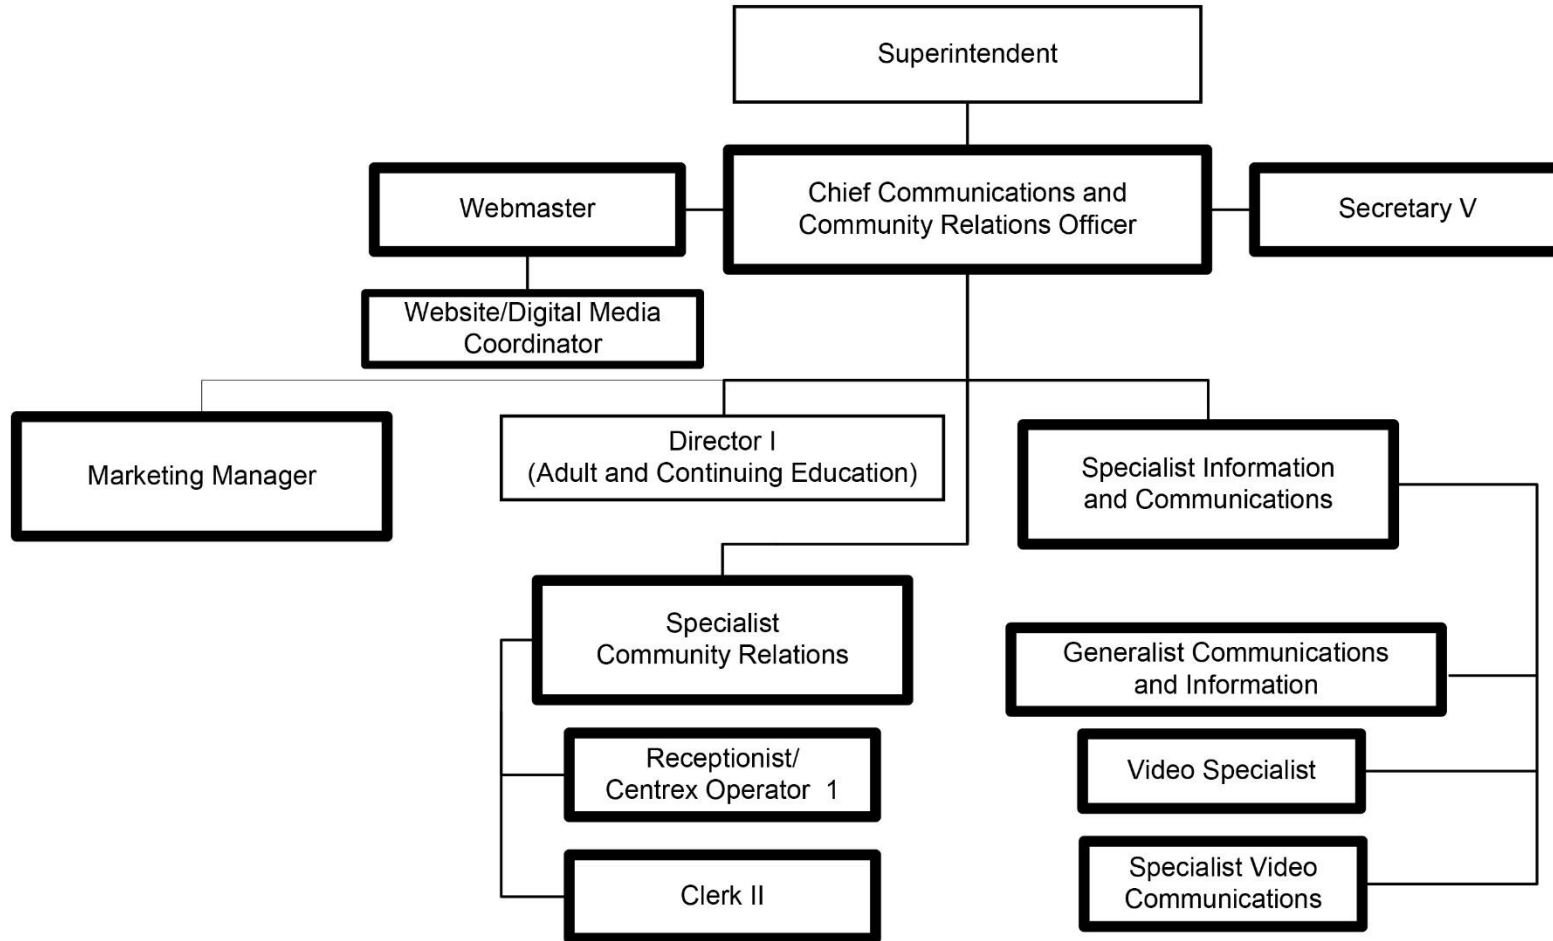 Superintendent
Chief Communications and
Community Relations Officer
Webmaster
Secretary V
Website/Digital Media
Coordinator
Marketing Manager
Director I
(Adult and Continuing Education)
Specialist Information
and Communications
Specialist
Community Relations
Generalist Communications
and Information
Receptionist/
Centrex Operator  1
Video Specialist
Clerk II
Specialist Video
Communications